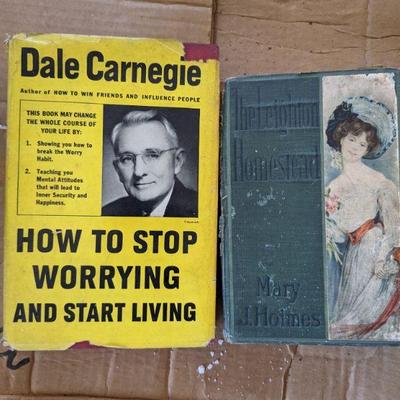 Dale Carnegie
Author of HOW TO WIN FRIENDS AND INFLUENCE PEOPLE
THIS BOOK MAY CHANGE
THE WHOLE COURSE OF
YOUR LIFE BY:
1. Showing you how to
break the Worry
Habit.
2. Teaching you
Mental Attitudes
that will lead to
Inner Security and
Happiness.
HOW TO STOP
WORRYING
AND START LIVING
Homestead
Mary
J. Holmes